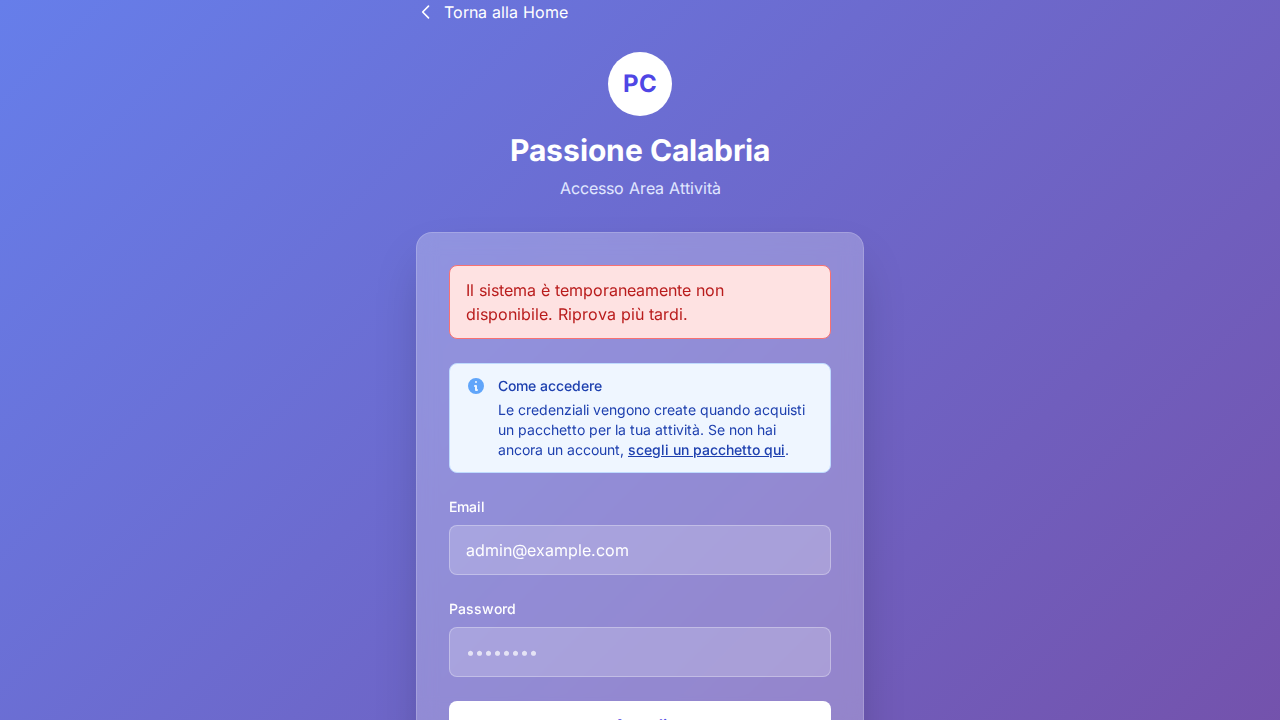 Torna alla Home
PC
Passione Calabria
Accesso Area Attività
Il sistema è temporaneamente non
disponibile. Riprova più tardi.
Come accedere
Le credenziali vengono create quando acquisti
un pacchetto per la tua attività. Se non hai
ancora un account, scegli un pacchetto qui.
Email
admin@example.com
Password
••••••••